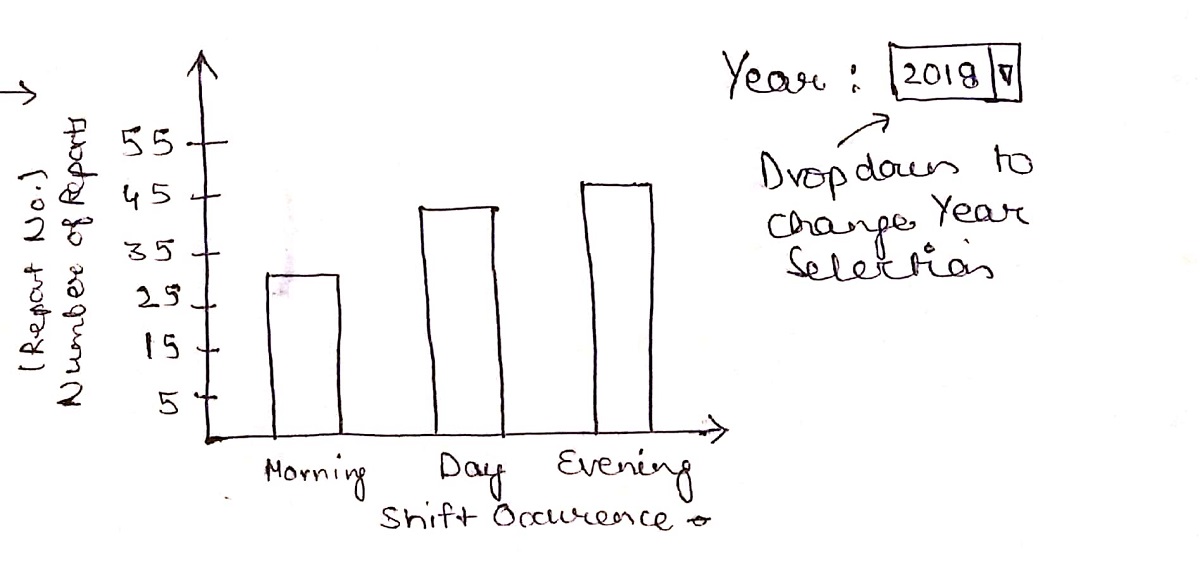 Year : 2018
Dropdown to
change Year
Selection
(Report No.)
Number of Reports
55
45
35
25
15
5
Morning Day Evening
Shift Occurence